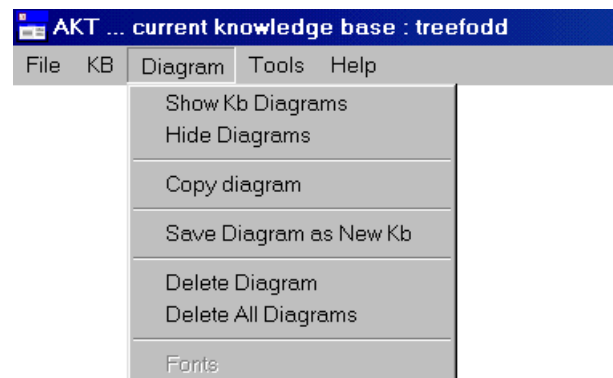 AKT ... current knowledge base : treefodd
File KB Diagram Tools Help
Show Kb Diagrams
Hide Diagrams
Copy diagram
Save Diagram as New Kb
Delete Diagram
Delete All Diagrams
Fonts